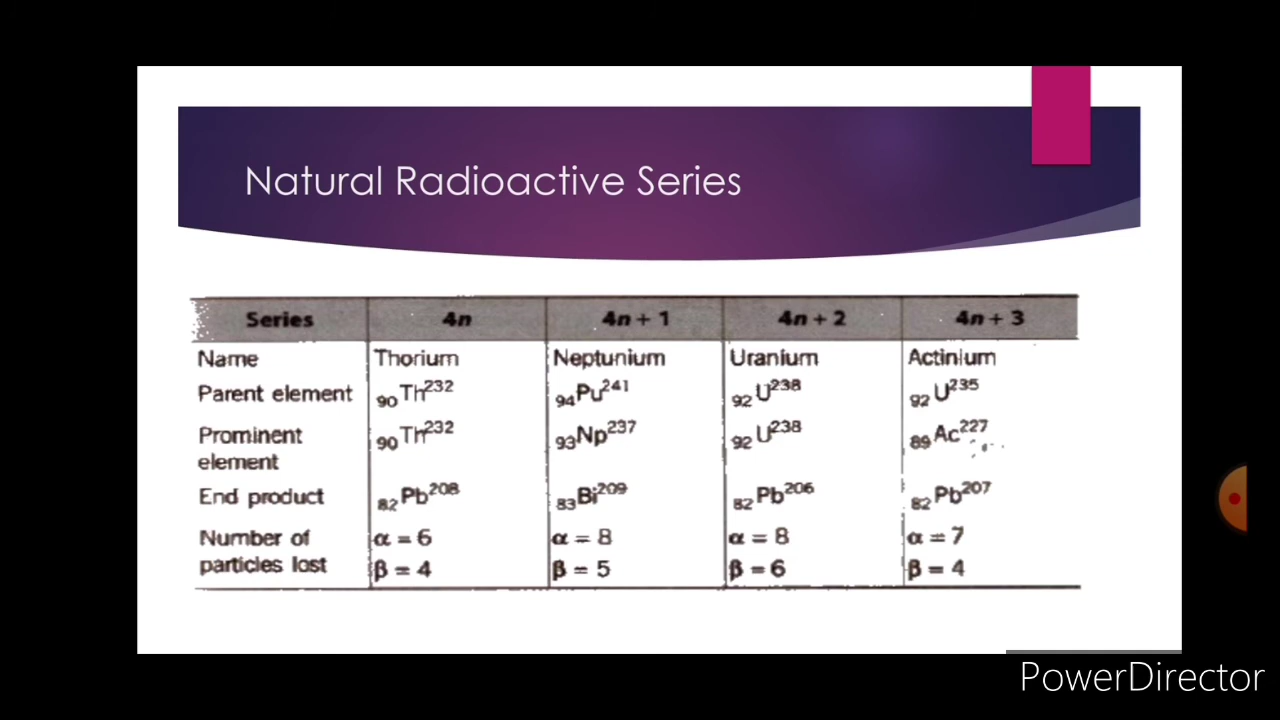 Natural Radioactive Series
Series 4n 4n + 1 4n + 2 4n + 3
Name Thorium Neptunium Uranium Actinium
Parent element ₉₀Th²³² ₉₄Pu²⁴¹ ₉₂U²³⁸ ₉₂U²³⁵
Prominent ₉₀Th²³² ₉₃Np²³⁷ ₉₂U²³⁸ ₈₉Ac²²⁷
element
End product ₈₂Pb²⁰⁸ ₈₃Bi²⁰⁹ ₈₂Pb²⁰⁶ ₈₂Pb²⁰⁷
Number of α = 6 α = 8 α = 8 α = 7
particles lost β = 4 β = 5 β = 6 β = 4
PowerDirector